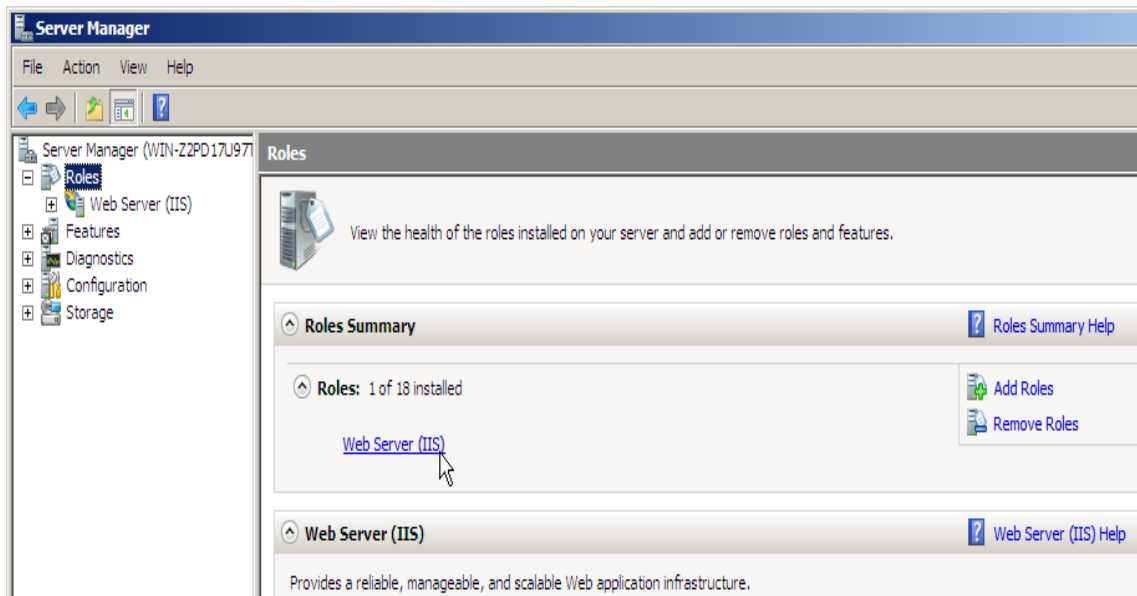 Server Manager
File Action View Help
Server Manager (WIN-Z2PD17U97T
Roles
Web Server (IIS)
Features
Diagnostics
Configuration
Storage
Roles
View the health of the roles installed on your server and add or remove roles and features.
Roles Summary
Roles Summary Help
Roles: 1 of 18 installed
Add Roles
Remove Roles
Web Server (IIS)
Web Server (IIS)
Web Server (IIS) Help
Provides a reliable, manageable, and scalable Web application infrastructure.